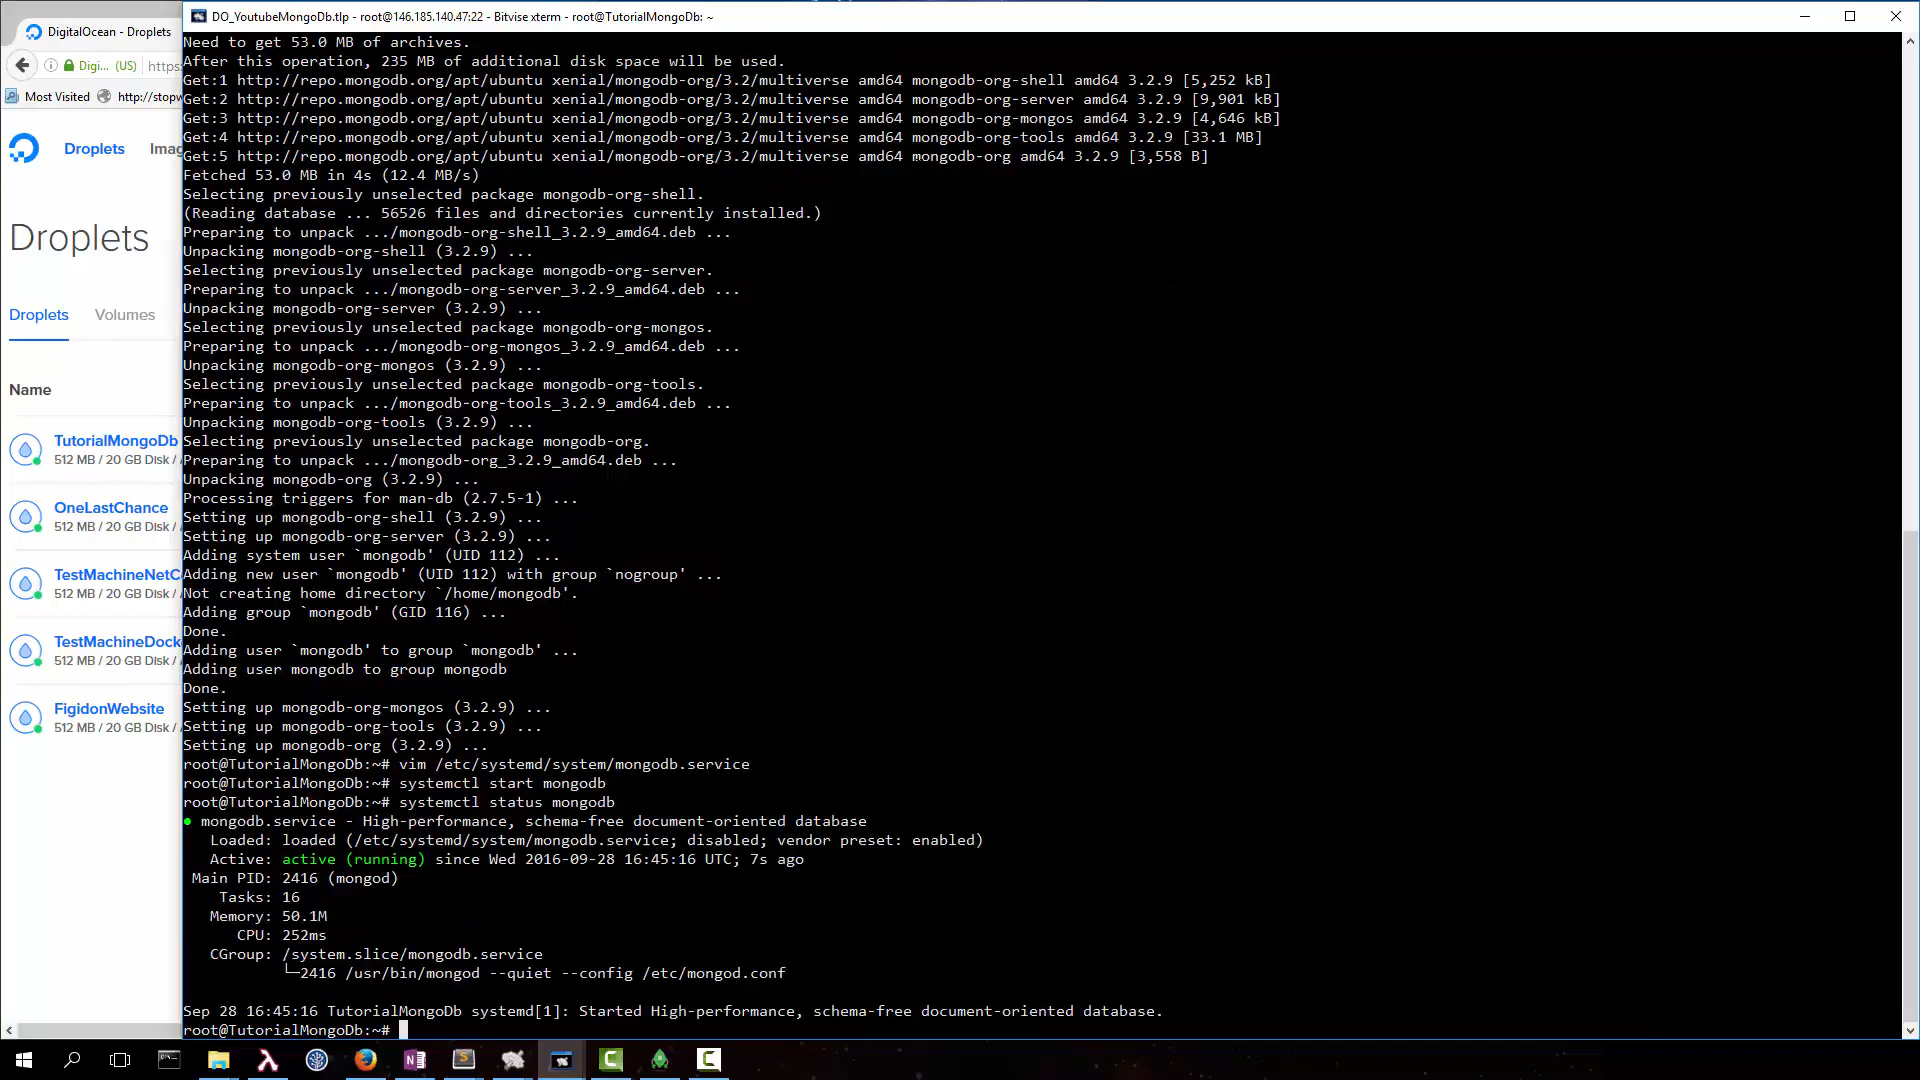 DO_YoutubeMongoDb.tlp - root@146.185.140.47:22 - Bitvise xterm - root@TutorialMongoDb: ~
DigitalOcean - Droplets
Digi... (US) https:
Most Visited http://stopw
Droplets Imag
Droplets
Droplets Volumes
Name
TutorialMongoDb
512 MB / 20 GB Disk /
OneLastChance
512 MB / 20 GB Disk /
TestMachineNetC
512 MB / 20 GB Disk /
TestMachineDock
512 MB / 20 GB Disk /
FigidonWebsite
512 MB / 20 GB Disk /
Need to get 53.0 MB of archives.
After this operation, 235 MB of additional disk space will be used.
Get:1 http://repo.mongodb.org/apt/ubuntu xenial/mongodb-org/3.2/multiverse amd64 mongodb-org-shell amd64 3.2.9 [5,252 kB]
Get:2 http://repo.mongodb.org/apt/ubuntu xenial/mongodb-org/3.2/multiverse amd64 mongodb-org-server amd64 3.2.9 [9,901 kB]
Get:3 http://repo.mongodb.org/apt/ubuntu xenial/mongodb-org/3.2/multiverse amd64 mongodb-org-mongos amd64 3.2.9 [4,646 kB]
Get:4 http://repo.mongodb.org/apt/ubuntu xenial/mongodb-org/3.2/multiverse amd64 mongodb-org-tools amd64 3.2.9 [33.1 MB]
Get:5 http://repo.mongodb.org/apt/ubuntu xenial/mongodb-org/3.2/multiverse amd64 mongodb-org amd64 3.2.9 [3,558 B]
Fetched 53.0 MB in 4s (12.4 MB/s)
Selecting previously unselected package mongodb-org-shell.
(Reading database ... 56526 files and directories currently installed.)
Preparing to unpack .../mongodb-org-shell_3.2.9_amd64.deb ...
Unpacking mongodb-org-shell (3.2.9) ...
Selecting previously unselected package mongodb-org-server.
Preparing to unpack .../mongodb-org-server_3.2.9_amd64.deb ...
Unpacking mongodb-org-server (3.2.9) ...
Selecting previously unselected package mongodb-org-mongos.
Preparing to unpack .../mongodb-org-mongos_3.2.9_amd64.deb ...
Unpacking mongodb-org-mongos (3.2.9) ...
Selecting previously unselected package mongodb-org-tools.
Preparing to unpack .../mongodb-org-tools_3.2.9_amd64.deb ...
Unpacking mongodb-org-tools (3.2.9) ...
Selecting previously unselected package mongodb-org.
Preparing to unpack .../mongodb-org_3.2.9_amd64.deb ...
Unpacking mongodb-org (3.2.9) ...
Processing triggers for man-db (2.7.5-1) ...
Setting up mongodb-org-shell (3.2.9) ...
Setting up mongodb-org-server (3.2.9) ...
Adding system user `mongodb' (UID 112) ...
Adding new user `mongodb' (UID 112) with group `nogroup' ...
Not creating home directory `/home/mongodb'.
Adding group `mongodb' (GID 116) ...
Done.
Adding user `mongodb' to group `mongodb' ...
Adding user mongodb to group mongodb
Done.
Setting up mongodb-org-mongos (3.2.9) ...
Setting up mongodb-org-tools (3.2.9) ...
Setting up mongodb-org (3.2.9) ...
root@TutorialMongoDb:~# vim /etc/systemd/system/mongodb.service
root@TutorialMongoDb:~# systemctl start mongodb
root@TutorialMongoDb:~# systemctl status mongodb
● mongodb.service - High-performance, schema-free document-oriented database
Loaded: loaded (/etc/systemd/system/mongodb.service; disabled; vendor preset: enabled)
Active: active (running) since Wed 2016-09-28 16:45:16 UTC; 7s ago
Main PID: 2416 (mongod)
Tasks: 16
Memory: 50.1M
CPU: 252ms
CGroup: /system.slice/mongodb.service
└─2416 /usr/bin/mongod --quiet --config /etc/mongod.conf
Sep 28 16:45:16 TutorialMongoDb systemd[1]: Started High-performance, schema-free document-oriented database.
root@TutorialMongoDb:~#